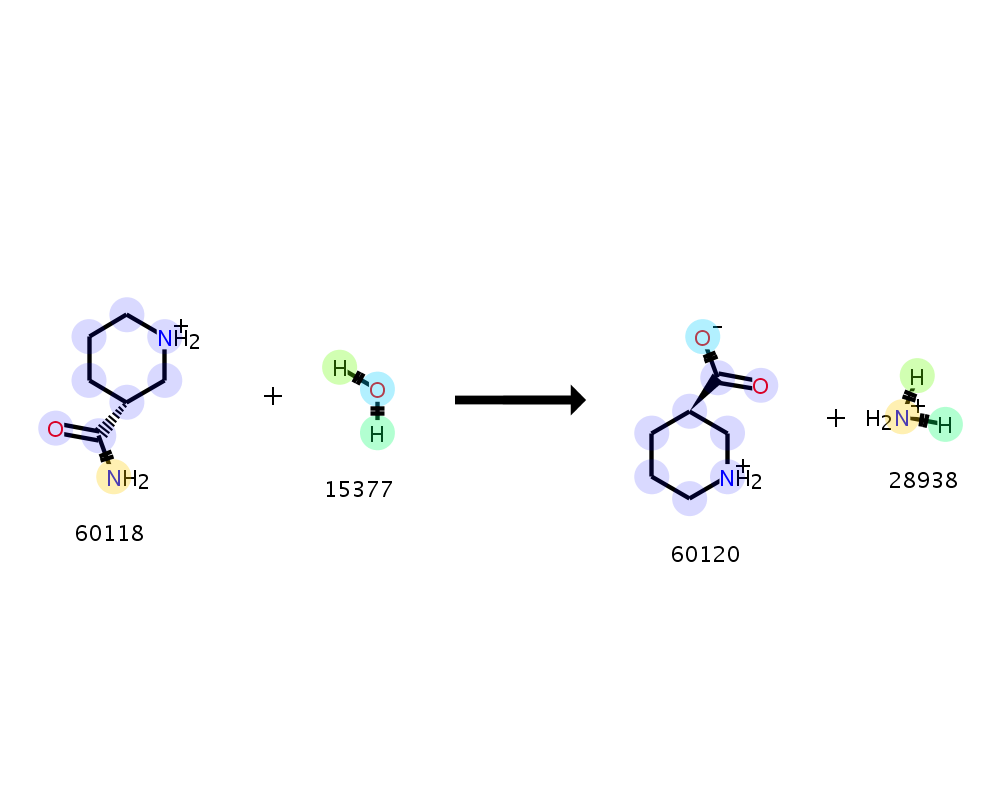 NH2+
O
NH2
60118
+
H
O
H
15377
O-
O
NH2+
60120
+
H
H2N+
H
28938